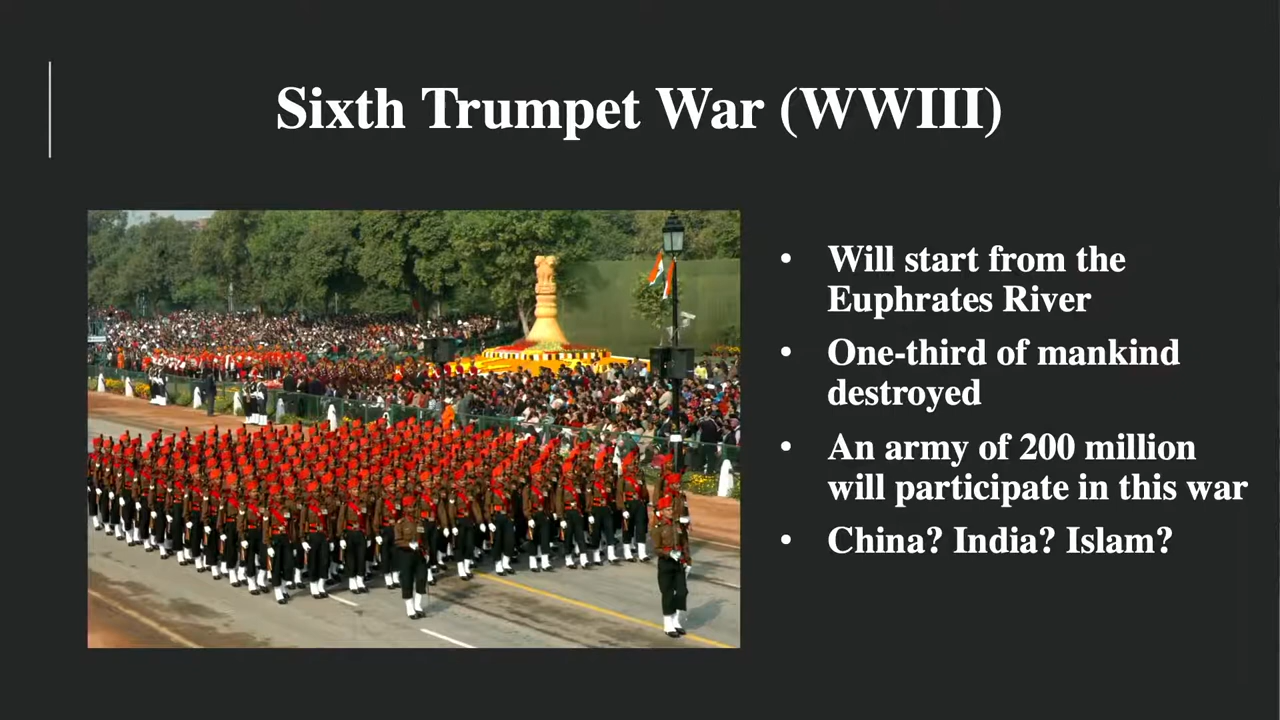 Sixth Trumpet War (WWIII)
• Will start from the
Euphrates River
• One-third of mankind
destroyed
• An army of 200 million
will participate in this war
• China? India? Islam?